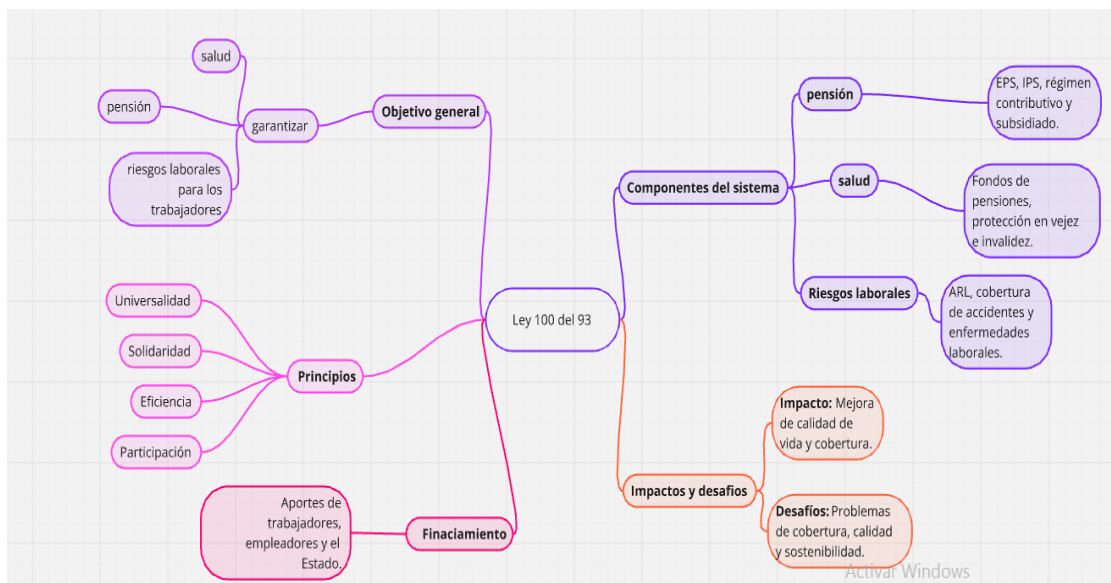 salud
pensión
riesgos laborales
para los
trabajadores
garantizar
Objetivo general
Universalidad
Solidaridad
Eficiencia
Participación
Principios
Aportes de
trabajadores,
empleadores y el
Estado.
Finaciamiento
Ley 100 del 93
Componentes del sistema
pensión
EPS, IPS, régimen
contributivo y
subsidiado.
salud
Fondos de
pensiones,
protección en vejez
e invalidez.
Riesgos laborales
ARL, cobertura
de accidentes y
enfermedades
laborales.
Impactos y desafios
Impacto: Mejora
de calidad de
vida y cobertura.
Desafíos: Problemas
de cobertura, calidad
y sostenibilidad.
Activar Windows